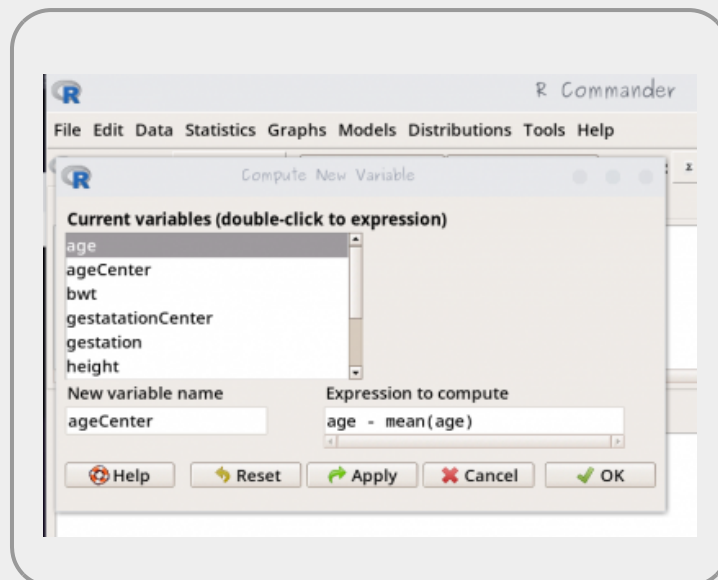 R Commander
File Edit Data Statistics Graphs Models Distributions Tools Help
Compute New Variable
Σ
Current variables (double-click to expression)
age
ageCenter
bwt
gestatationCenter
gestation
height
New variable name Expression to compute
ageCenter age - mean(age)
Help Reset Apply Cancel OK